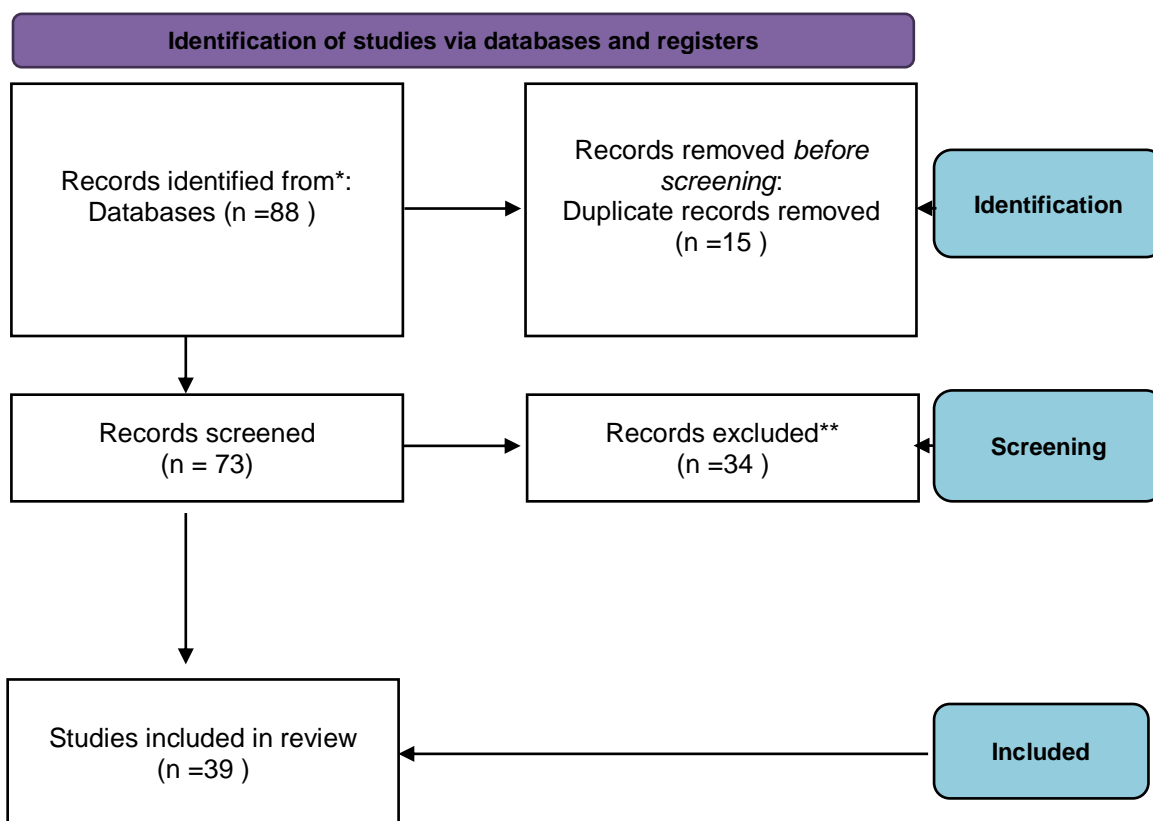 Identification of studies via databases and registers
Records identified from*:
Databases (n =88 )
Records removed before
screening:
Duplicate records removed
(n =15 )
Identification
Records screened
(n = 73)
Records excluded**
(n =34 )
Screening
Studies included in review
(n =39 )
Included